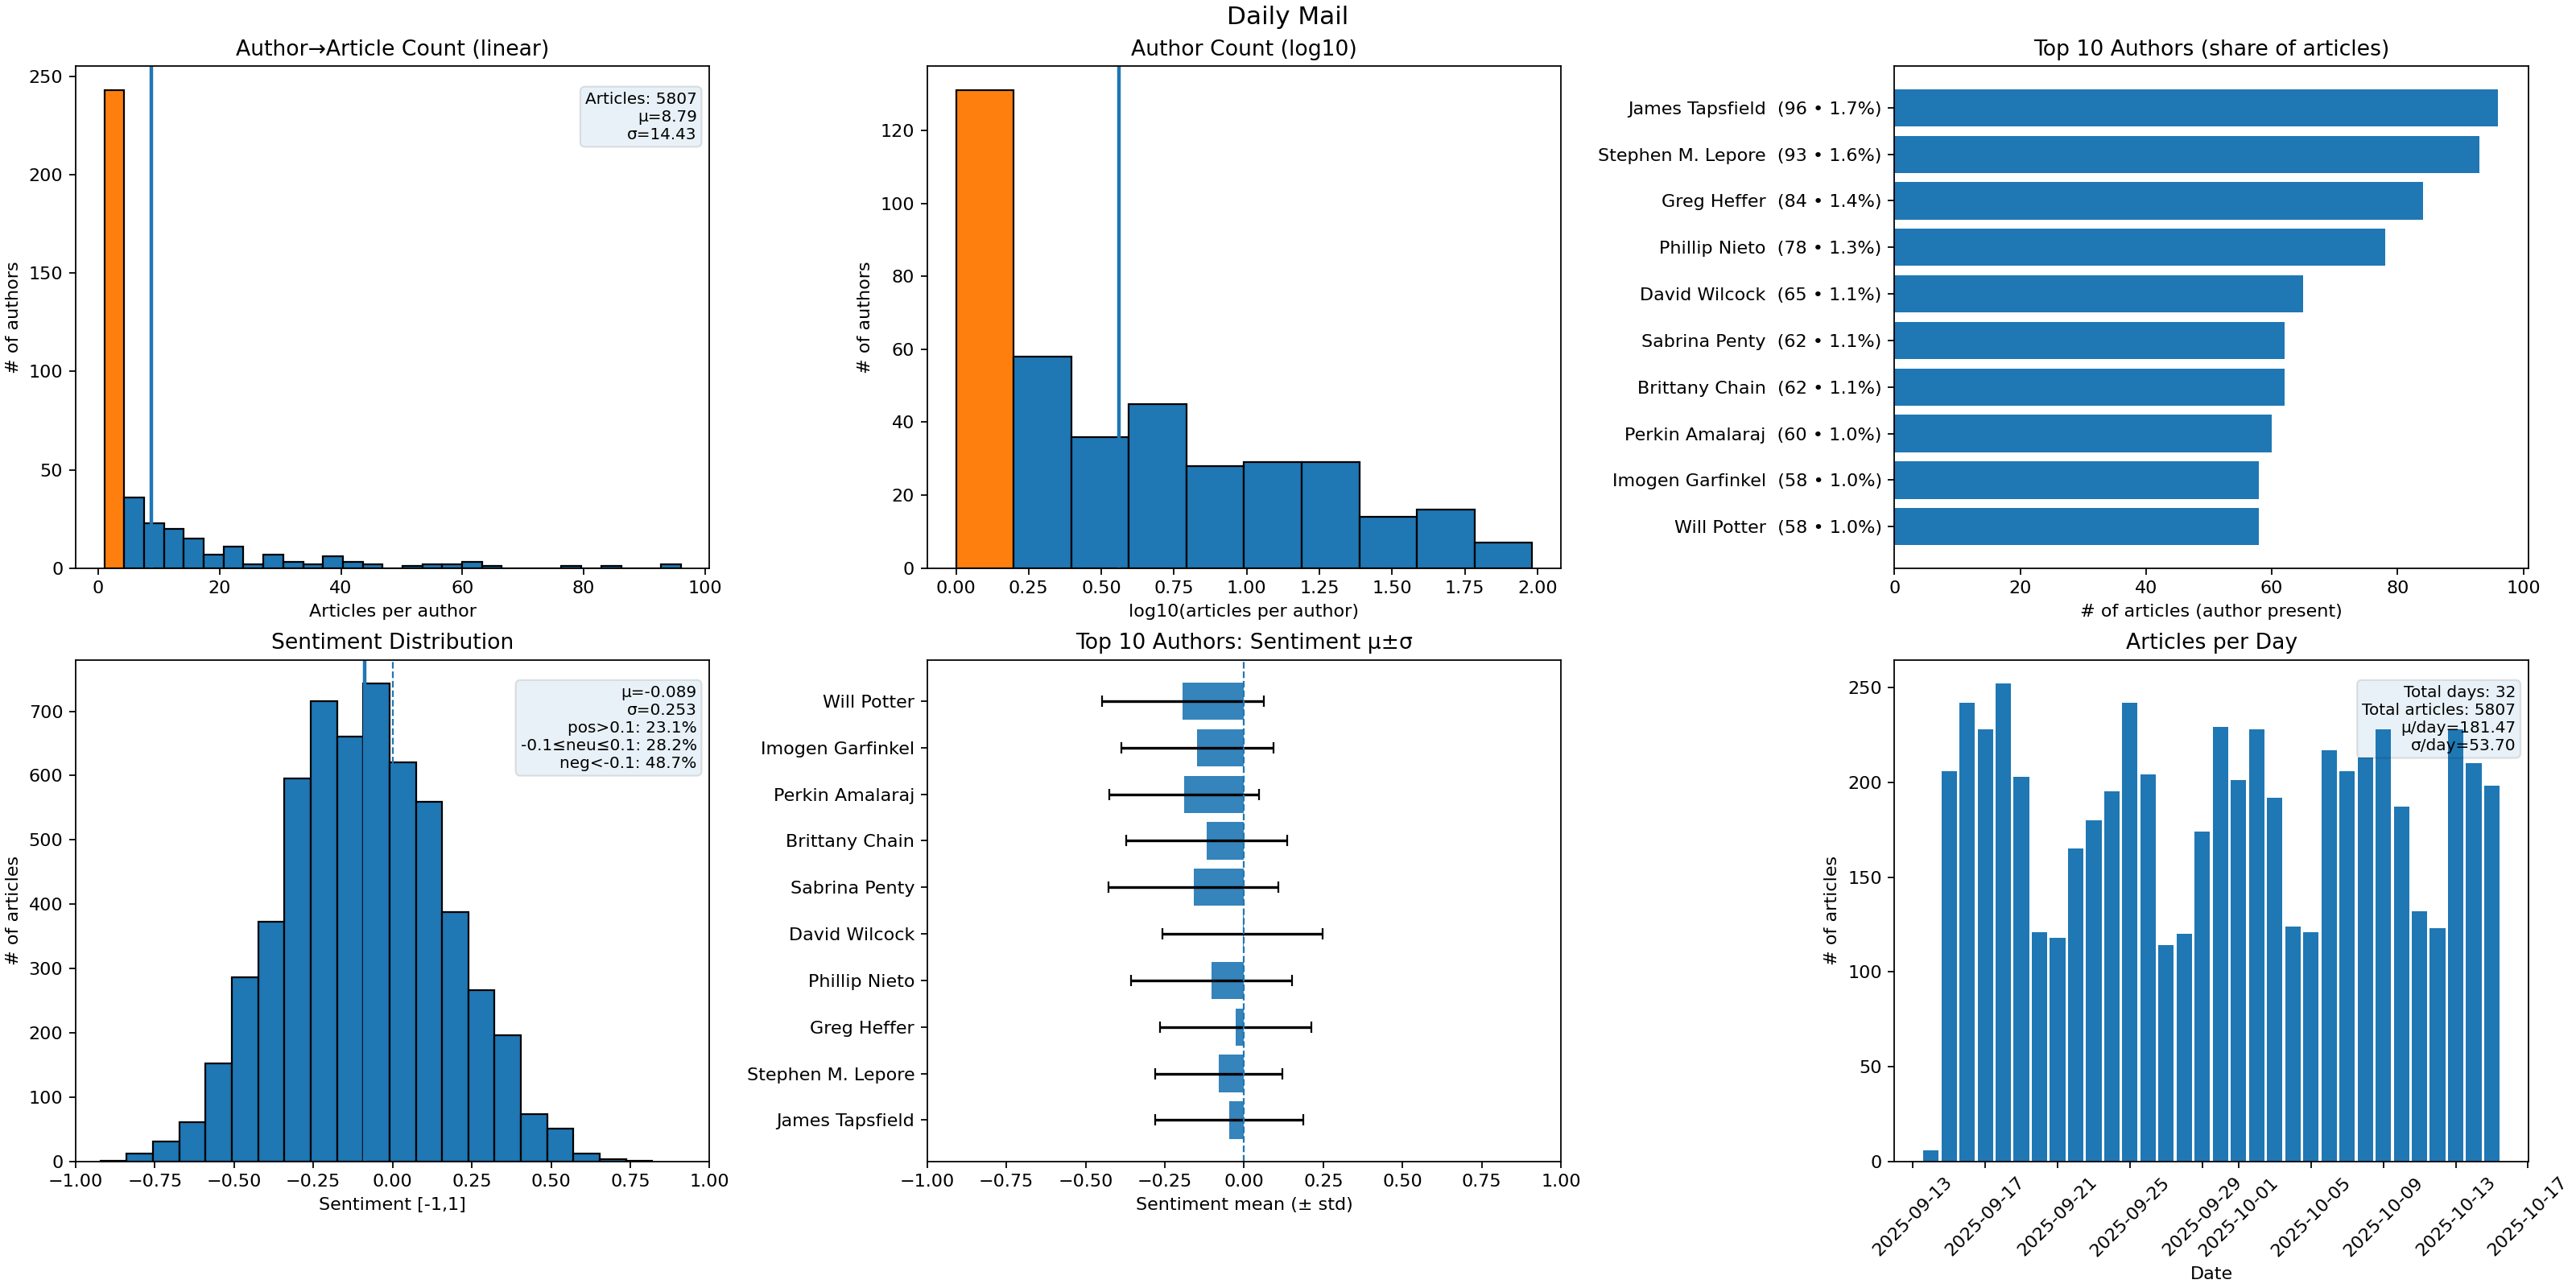 Daily Mail
Author→Article Count (linear)
250
200
150
100
50
0
# of authors
Articles: 5807
μ=8.79
σ=14.43
0 20 40 60 80 100
Articles per author
Author Count (log10)
120
100
80
60
40
20
0
# of authors
0.00 0.25 0.50 0.75 1.00 1.25 1.50 1.75 2.00
log10(articles per author)
Top 10 Authors (share of articles)
James Tapsfield (96 • 1.7%)
Stephen M. Lepore (93 • 1.6%)
Greg Heffer (84 • 1.4%)
Phillip Nieto (78 • 1.3%)
David Wilcock (65 • 1.1%)
Sabrina Penty (62 • 1.1%)
Brittany Chain (62 • 1.1%)
Perkin Amalaraj (60 • 1.0%)
Imogen Garfinkel (58 • 1.0%)
Will Potter (58 • 1.0%)
0 20 40 60 80 100
# of articles (author present)
Sentiment Distribution
700
600
500
400
300
200
100
0
# of articles
μ=-0.089
σ=0.253
pos>0.1: 23.1%
-0.1≤neu≤0.1: 28.2%
neg<-0.1: 48.7%
−1.00 −0.75 −0.50 −0.25 0.00 0.25 0.50 0.75 1.00
Sentiment [-1,1]
Top 10 Authors: Sentiment μ±σ
Will Potter
Imogen Garfinkel
Perkin Amalaraj
Brittany Chain
Sabrina Penty
David Wilcock
Phillip Nieto
Greg Heffer
Stephen M. Lepore
James Tapsfield
−1.00 −0.75 −0.50 −0.25 0.00 0.25 0.50 0.75 1.00
Sentiment mean (± std)
Articles per Day
250
200
150
100
50
0
# of articles
Total days: 32
Total articles: 5807
μ/day=181.47
σ/day=53.70
2025-09-13
2025-09-17
2025-09-21
2025-09-25
2025-09-29
2025-10-01
2025-10-05
2025-10-09
2025-10-13
2025-10-17
Date